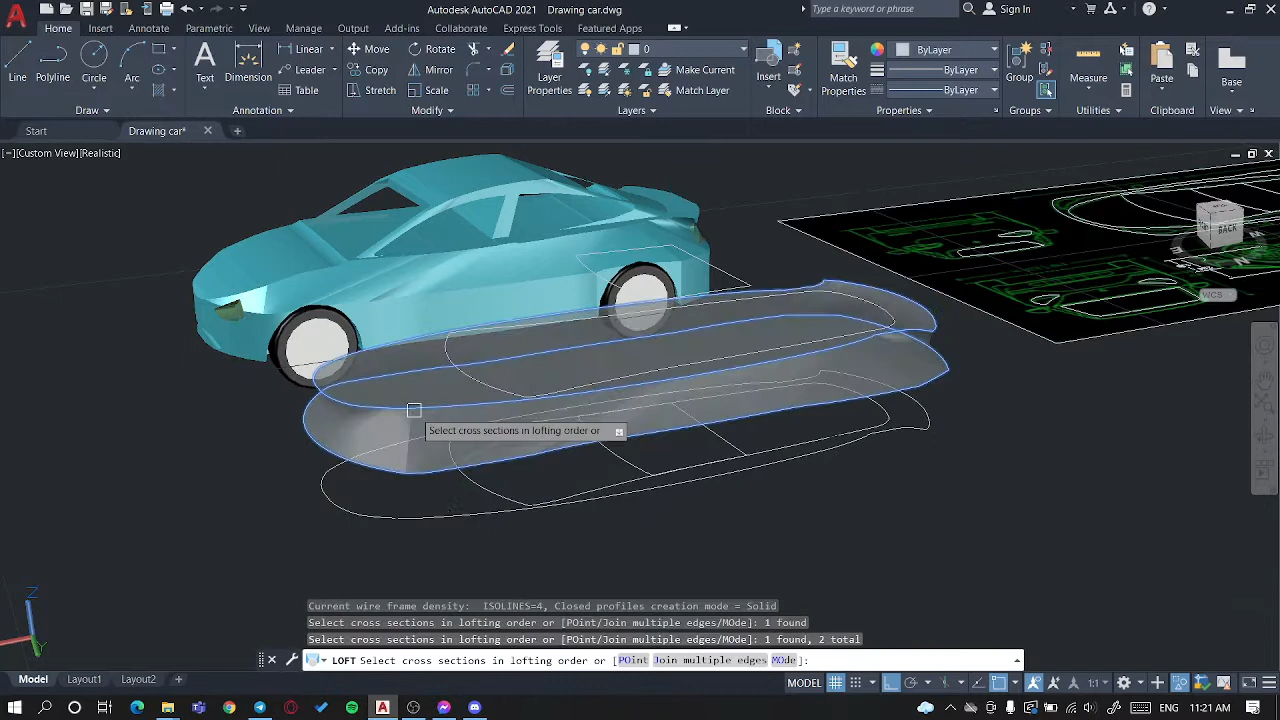 Autodesk AutoCAD 2021 Drawing car.dwg
Type a keyword or phrase
Sign In
Home Insert Annotate Parametric View Manage Output Add-ins Collaborate Express Tools Featured Apps
Line Polyline Circle Arc
Text Dimension
Linear
Leader
Table
Move Rotate
Copy
Stretch Scale
Layer Properties
0
Make Current
Match Layer
Insert
Match Properties
ByLayer
ByLayer
ByLayer
Group
Measure
Paste
Base
Draw Annotation Modify Layers Block Properties Groups Utilities Clipboard View
Start Drawing car*
[−][Custom View][Realistic]
BACK
WCS
Select cross sections in lofting order or
Z
Y
Current wire frame density: ISOLINES=4, Closed profiles creation mode = Solid
Select cross sections in lofting order or [POint/Join multiple edges/MOde]: 1 found
Select cross sections in lofting order or [POint/Join multiple edges/MOde]: 1 found, 2 total
LOFT Select cross sections in lofting order or [POint Join multiple edges MOde]:
Model Layout1 Layout2
MODEL
1:1
ENG 11:21 AM